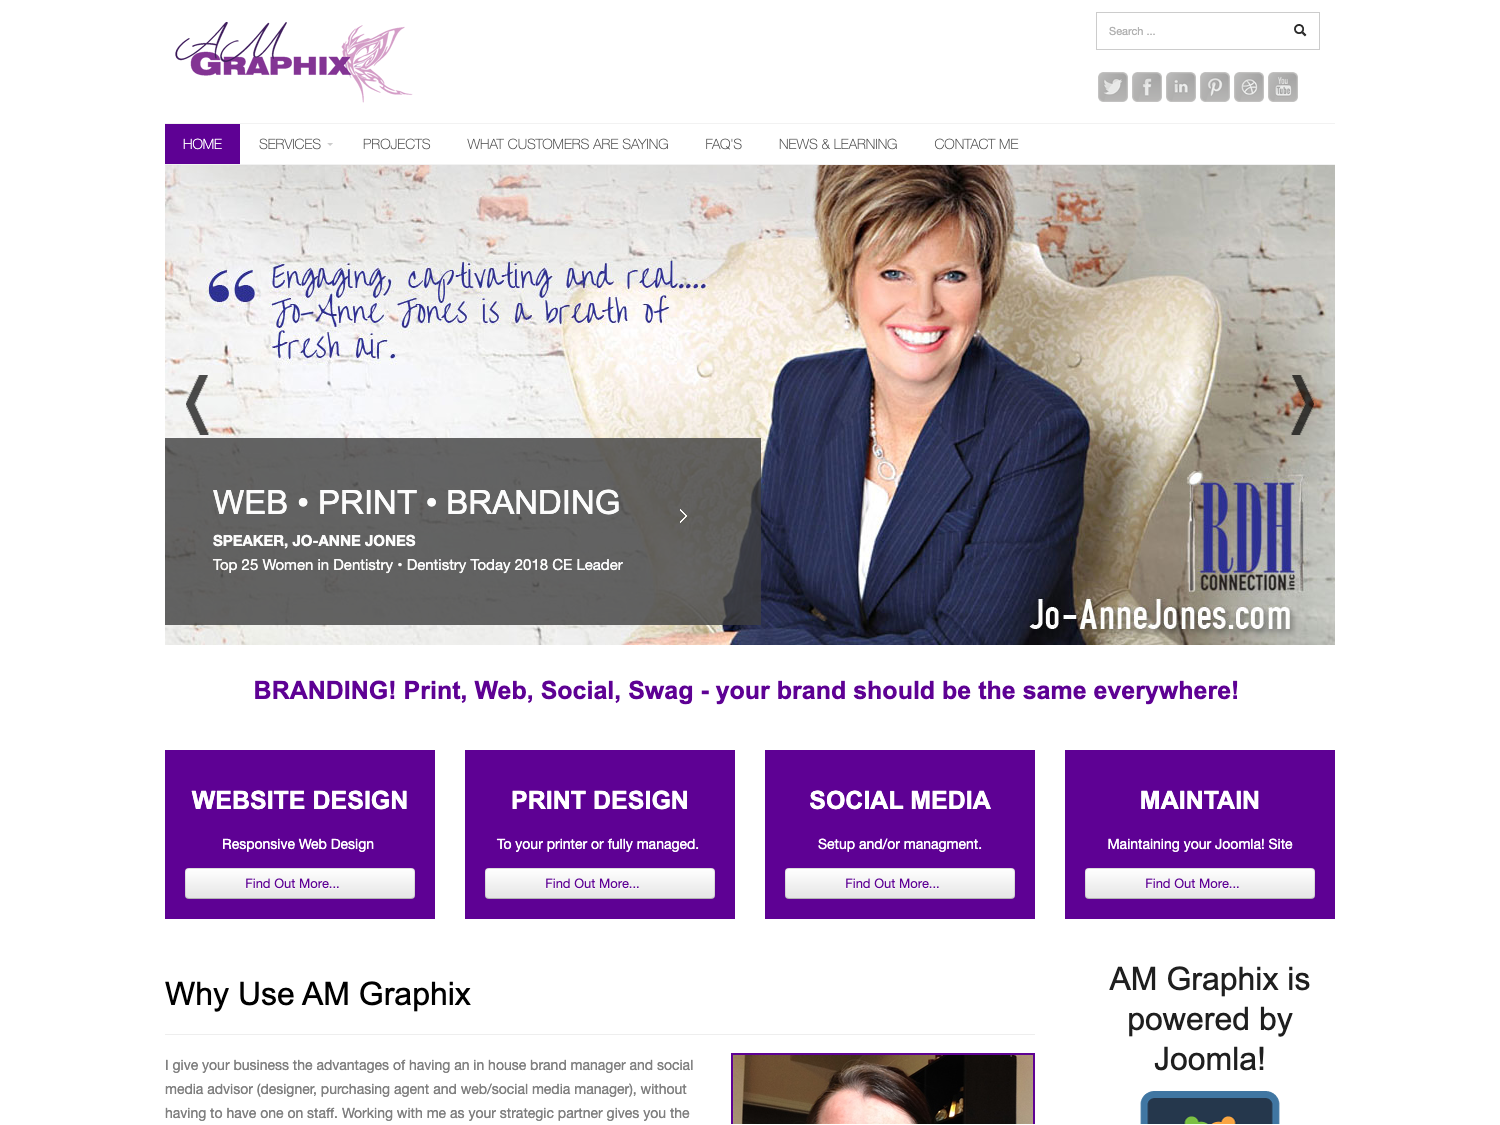 AM
GRAPHIX
Search ...
You
Tube
HOME
SERVICES
PROJECTS
WHAT CUSTOMERS ARE SAYING
FAQ'S
NEWS & LEARNING
CONTACT ME
“ Engaging, captivating and real....
Jo-Anne Jones is a breath of
fresh air.
WEB • PRINT • BRANDING
SPEAKER, JO-ANNE JONES
Top 25 Women in Dentistry • Dentistry Today 2018 CE Leader
RDH
CONNECTION inc
Jo-AnneJones.com
BRANDING! Print, Web, Social, Swag - your brand should be the same everywhere!
WEBSITE DESIGN
Responsive Web Design
Find Out More...
PRINT DESIGN
To your printer or fully managed.
Find Out More...
SOCIAL MEDIA
Setup and/or managment.
Find Out More...
MAINTAIN
Maintaining your Joomla! Site
Find Out More...
Why Use AM Graphix
I give your business the advantages of having an in house brand manager and social
media advisor (designer, purchasing agent and web/social media manager), without
having to have one on staff. Working with me as your strategic partner gives you the
AM Graphix is
powered by
Joomla!